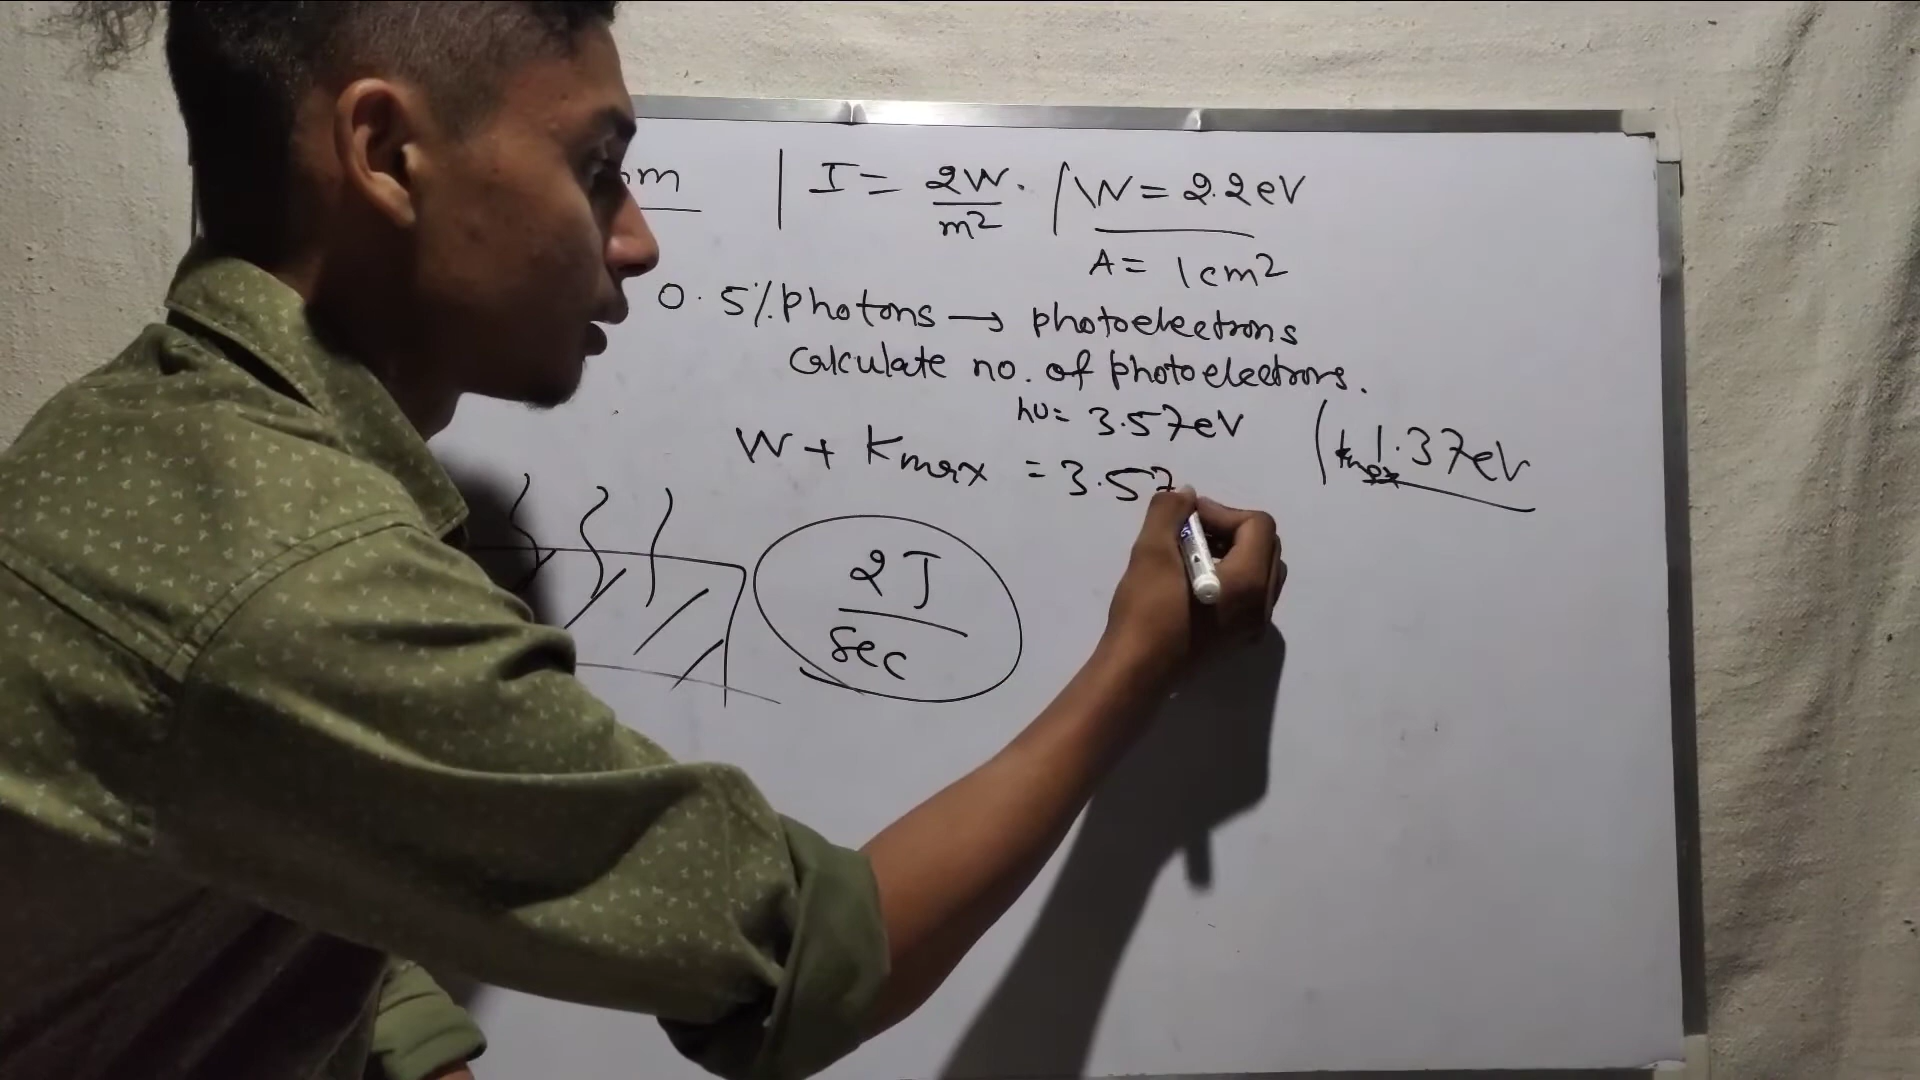 m | I = 2W/m² / W = 2.2eV
A = 1cm²
0.5% photons → photoelectrons
Calculate no. of photoelectrons.
hυ = 3.57eV
W + Kmax = 3.57
Kmax 1.37eV
2J/sec